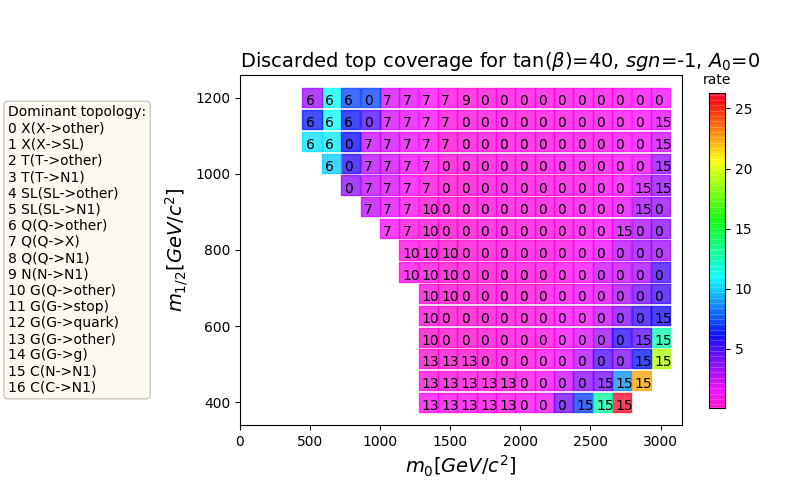 Discarded top coverage for tan(β)=40, sgn=-1, A₀=0
rate
Dominant topology:
0 X(X->other)
1 X(X->SL)
2 T(T->other)
3 T(T->N1)
4 SL(SL->other)
5 SL(SL->N1)
6 Q(Q->other)
7 Q(Q->X)
8 Q(Q->N1)
9 N(N->N1)
10 G(Q->other)
11 G(G->stop)
12 G(G->quark)
13 G(G->other)
14 G(G->g)
15 C(N->N1)
16 C(C->N1)
m₁/₂[GeV/c²]
1200
1000
800
600
400
6 6 6 0 7 7 7 7 9 0 0 0 0 0 0 0 0 0 0
6 6 0 0 7 7 7 7 0 0 0 0 0 0 0 0 0 0 15
6 6 0 7 7 7 7 7 0 0 0 0 0 0 0 0 0 0 15
6 0 7 7 7 7 0 0 0 0 0 0 0 0 0 0 0 15
0 7 7 7 7 0 0 0 0 0 0 0 0 0 0 15 15
7 7 7 10 0 0 0 0 0 0 0 0 0 0 15 0
7 7 10 0 0 0 0 0 0 0 0 0 15 0 0
10 10 10 0 0 0 0 0 0 0 0 0 0 0
10 10 10 0 0 0 0 0 0 0 0 0 0 0
10 10 0 0 0 0 0 0 0 0 0 0 0
10 0 0 0 0 0 0 0 0 0 0 0 15
10 0 0 0 0 0 0 0 0 0 0 15 15
13 13 13 0 0 0 0 0 0 0 0 15 15
13 13 13 13 13 0 0 0 0 15 15 15
13 13 13 13 13 0 0 0 15 15 15
0 500 1000 1500 2000 2500 3000
m₀[GeV/c²]
25
20
15
10
5